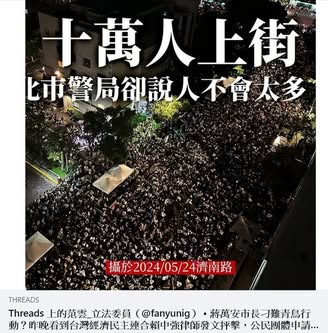 十萬人上街
北市警局卻說人不會太多
攝於2024/05/24濟南路
THREADS
Threads 上的范雲_立法委員（@fanyunig）• 蔣萬安市長刁難青鳥行
動？昨晚看到台灣經濟民主連合賴中強律師發文抨擊，公民團體申請...